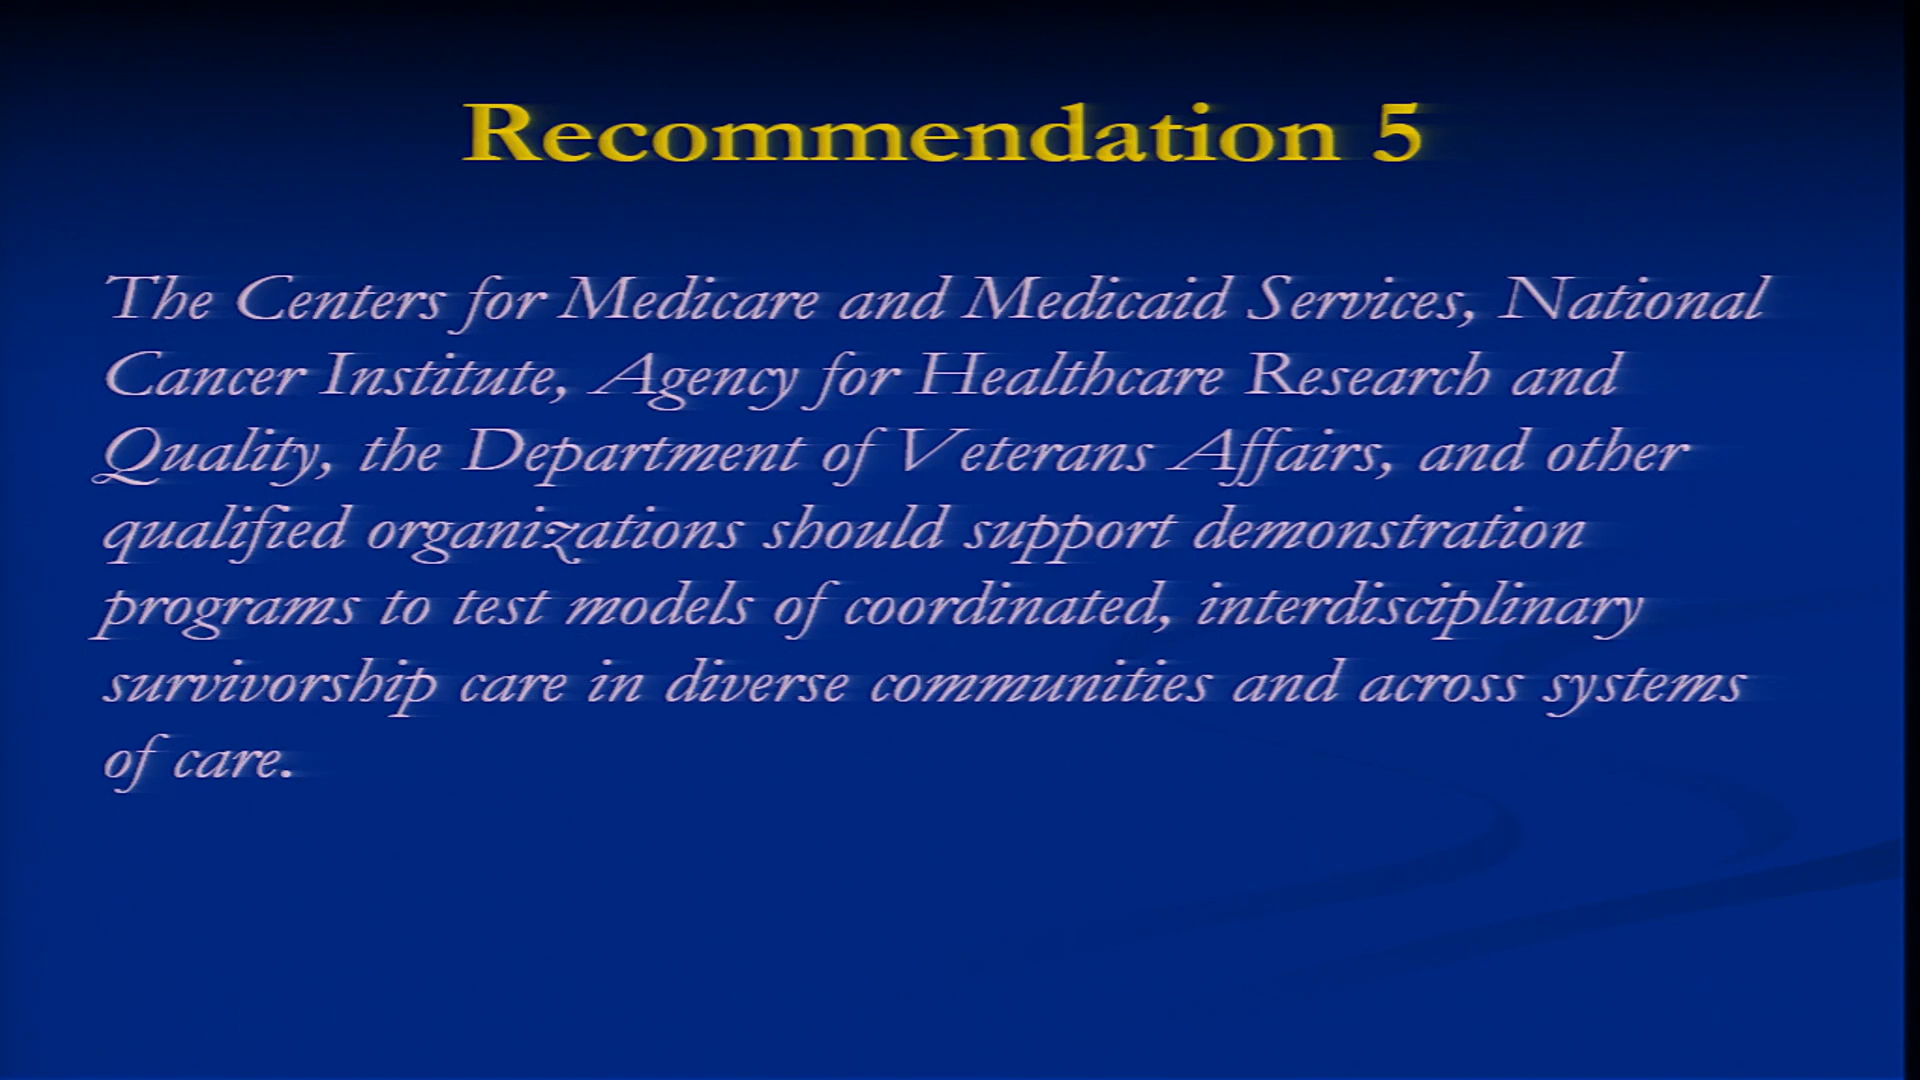 Recommendation 5
The Centers for Medicare and Medicaid Services, National
Cancer Institute, Agency for Healthcare Research and
Quality, the Department of Veterans Affairs, and other
qualified organizations should support demonstration
programs to test models of coordinated, interdisciplinary
survivorship care in diverse communities and across systems
of care.